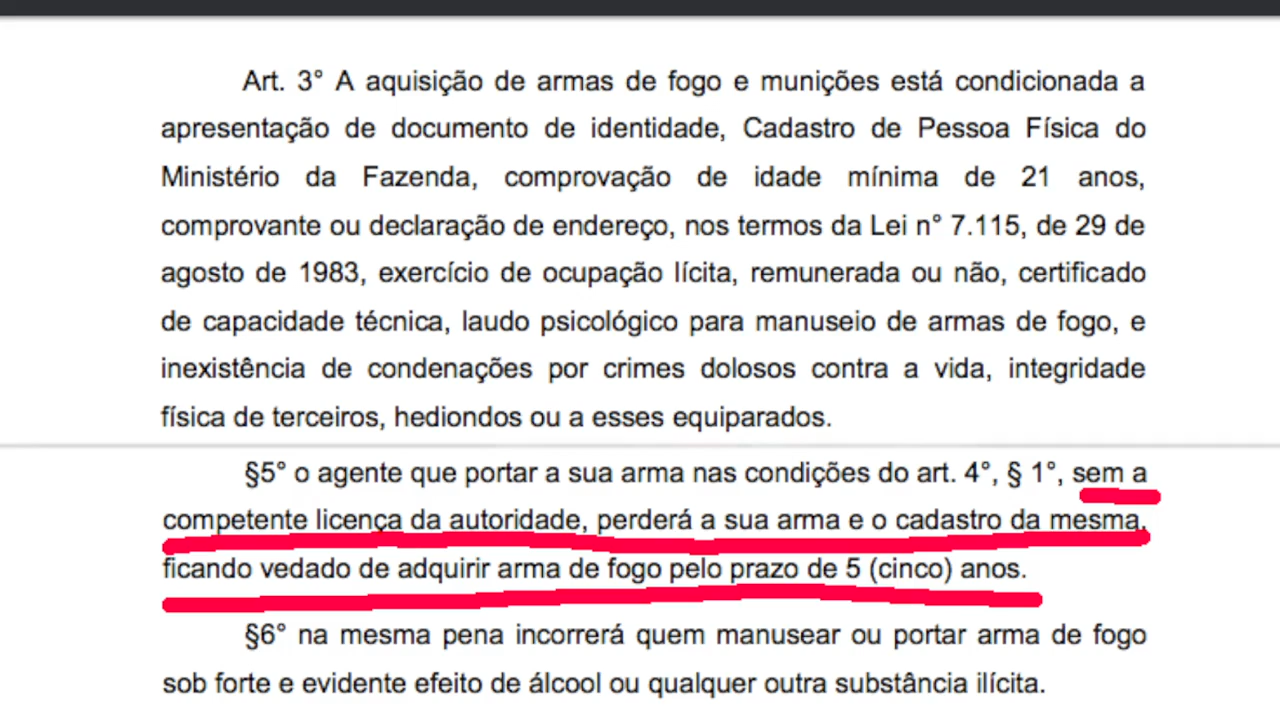 Art. 3° A aquisição de armas de fogo e munições está condicionada a
apresentação de documento de identidade, Cadastro de Pessoa Física do
Ministério da Fazenda, comprovação de idade mínima de 21 anos,
comprovante ou declaração de endereço, nos termos da Lei n° 7.115, de 29 de
agosto de 1983, exercício de ocupação lícita, remunerada ou não, certificado
de capacidade técnica, laudo psicológico para manuseio de armas de fogo, e
inexistência de condenações por crimes dolosos contra a vida, integridade
física de terceiros, hediondos ou a esses equiparados.
§5° o agente que portar a sua arma nas condições do art. 4°, § 1°, sem a
competente licença da autoridade, perderá a sua arma e o cadastro da mesma,
ficando vedado de adquirir arma de fogo pelo prazo de 5 (cinco) anos.
§6° na mesma pena incorrerá quem manusear ou portar arma de fogo
sob forte e evidente efeito de álcool ou qualquer outra substância ilícita.